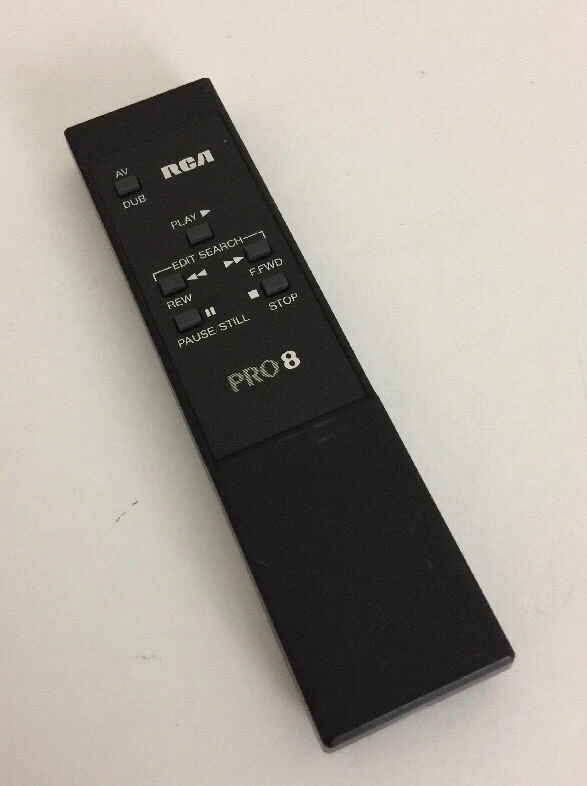 RCA
AV
DUB
PLAY ▶
EDIT SEARCH
◀◀ ▶▶
REW F.FWD
⏸ ■
PAUSE/STILL STOP
PRO 8